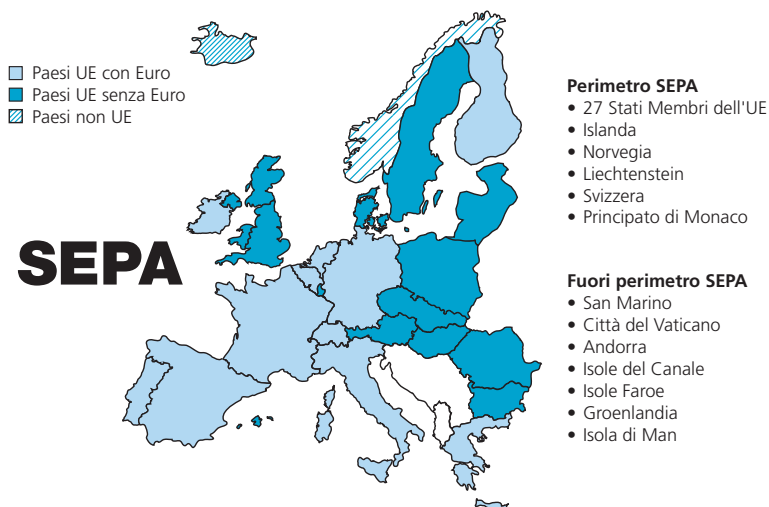 Paesi UE con Euro
Paesi UE senza Euro
Paesi non UE
SEPA
Perimetro SEPA
• 27 Stati Membri dell'UE
• Islanda
• Norvegia
• Liechtenstein
• Svizzera
• Principato di Monaco
Fuori perimetro SEPA
• San Marino
• Città del Vaticano
• Andorra
• Isole del Canale
• Isole Faroe
• Groenlandia
• Isola di Man